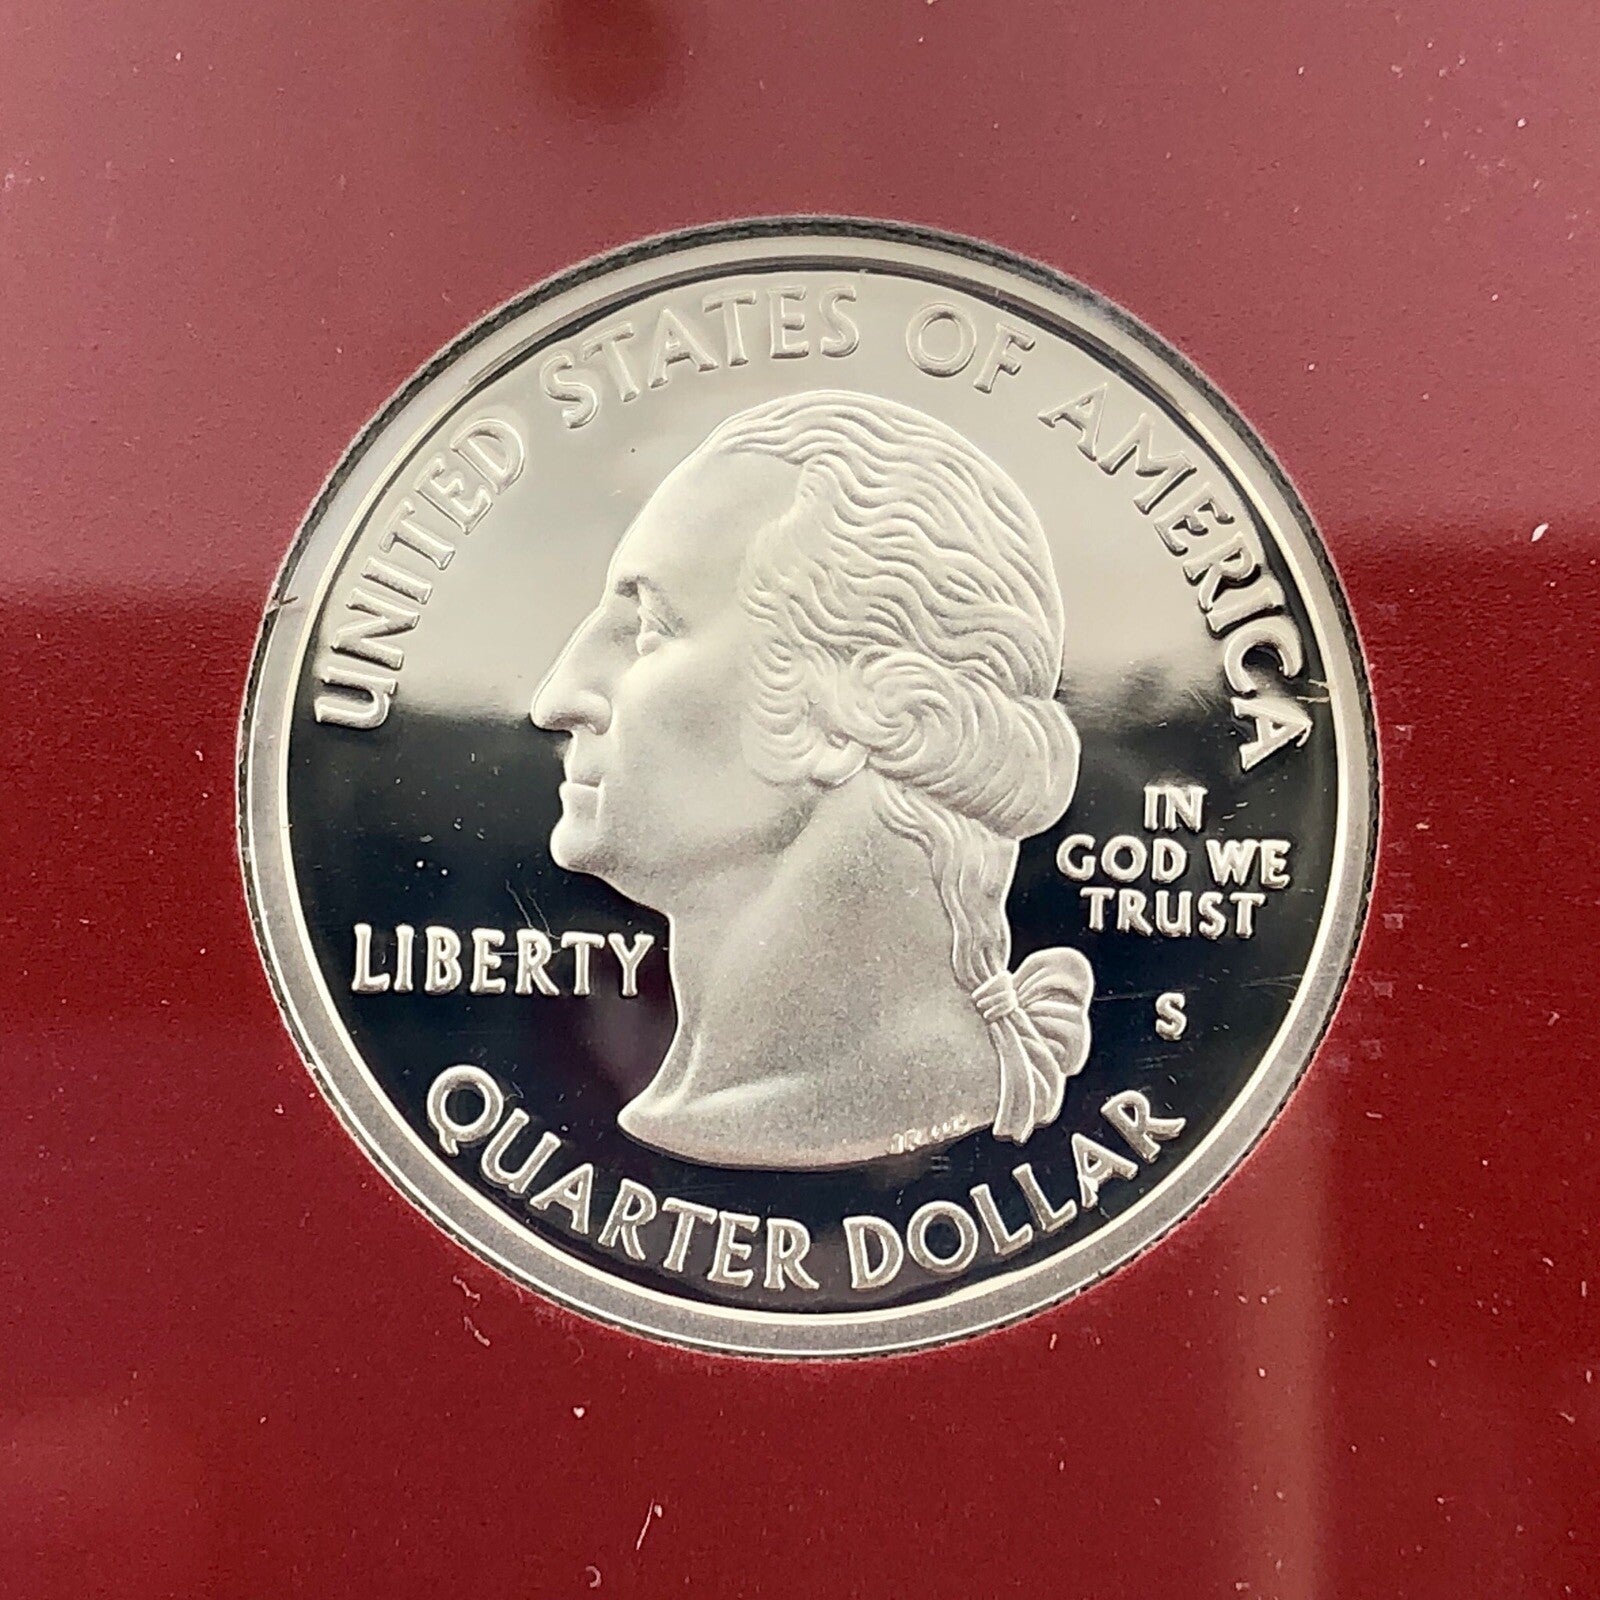 UNITED STATES OF AMERICA
IN
GOD WE
TRUST
LIBERTY
S
QUARTER DOLLAR